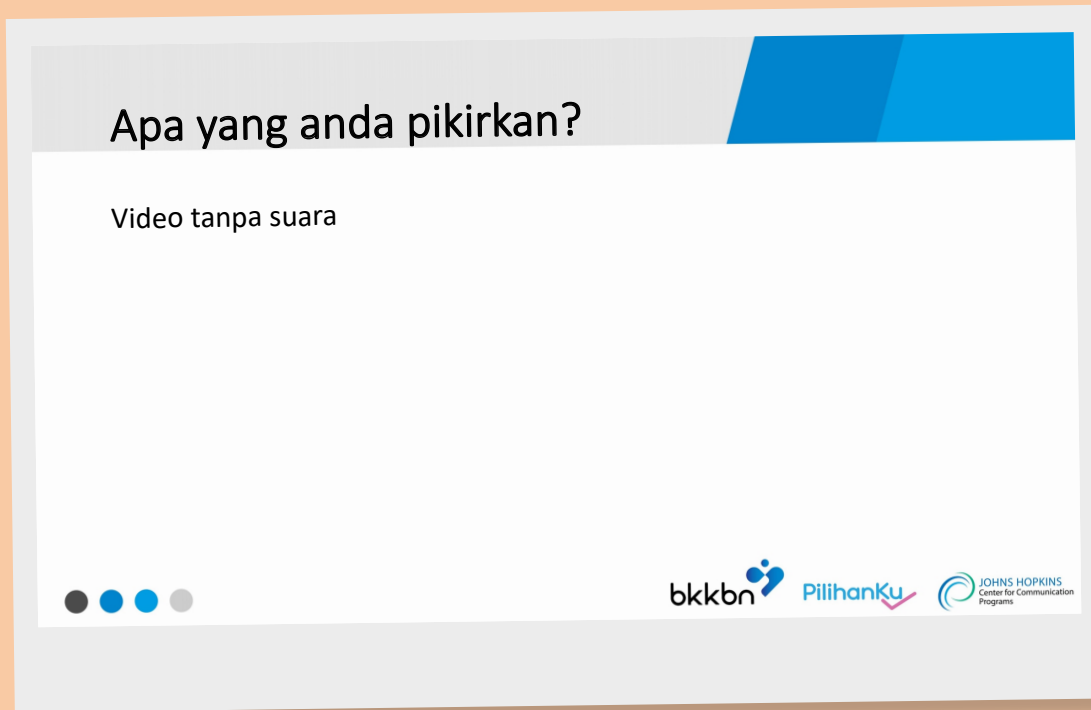 Apa yang anda pikirkan?
Video tanpa suara
bkkbn
PilihanKu
JOHNS HOPKINS
Center for Communication
Programs